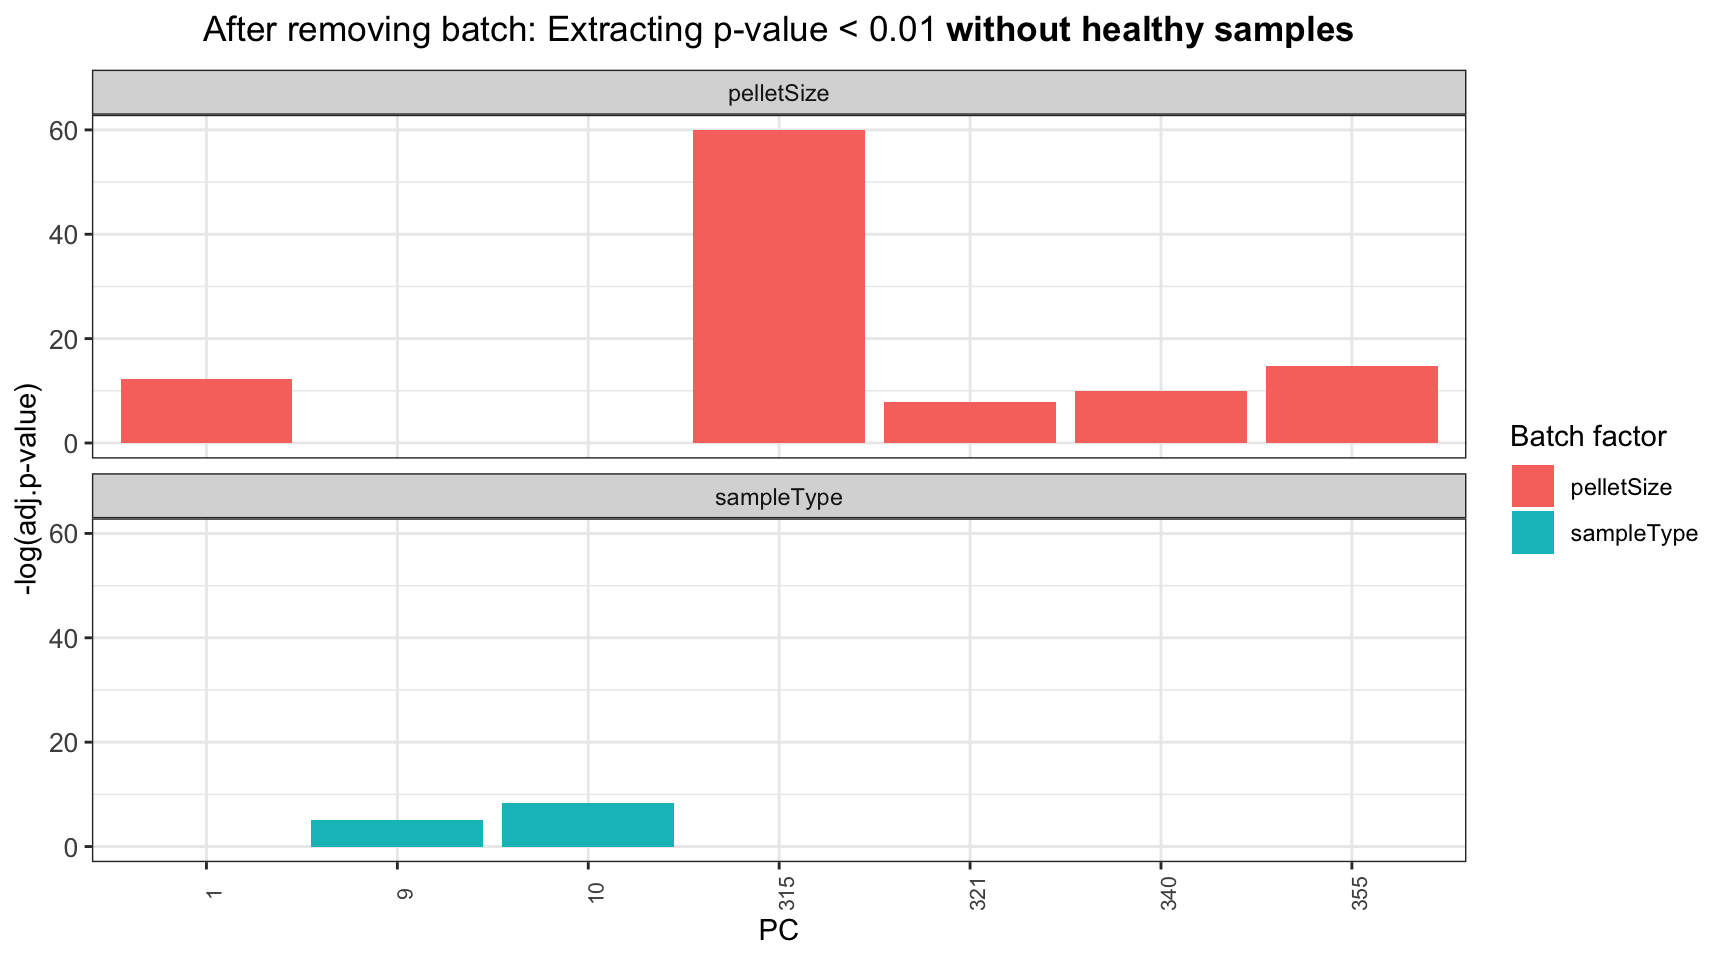 After removing batch: Extracting p-value < 0.01 without healthy samples
pelletSize
60
40
20
0
sampleType
60
40
20
0
-log(adj.p-value)
1
9
10
315
321
340
355
PC
Batch factor
pelletSize
sampleType